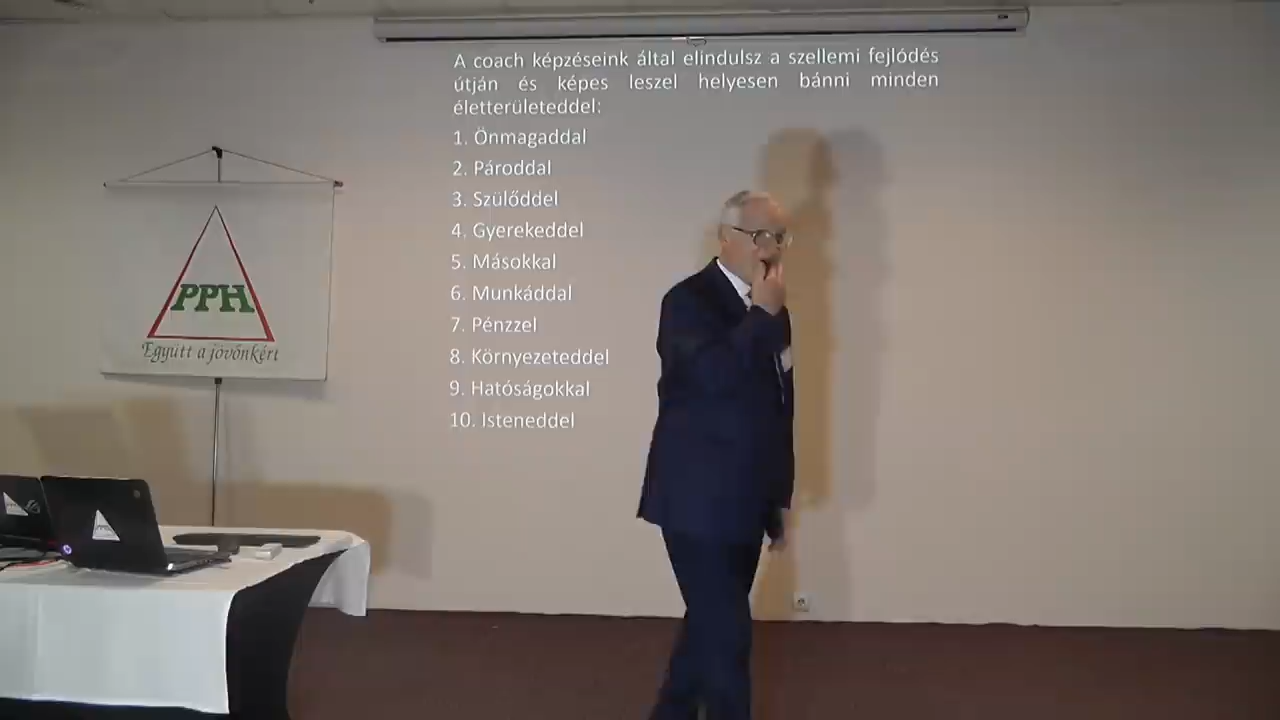 A coach képzéseink által elindulsz a szellemi fejlődés
útján és képes leszel helyesen bánni minden
életterületeddel:
1. Önmagaddal
2. Pároddal
3. Szülőddel
4. Gyerekeddel
5. Másokkal
6. Munkáddal
7. Pénzzel
8. Környezeteddel
9. Hatóságokkal
10. Isteneddel
PPH
Együtt a jövőnkért